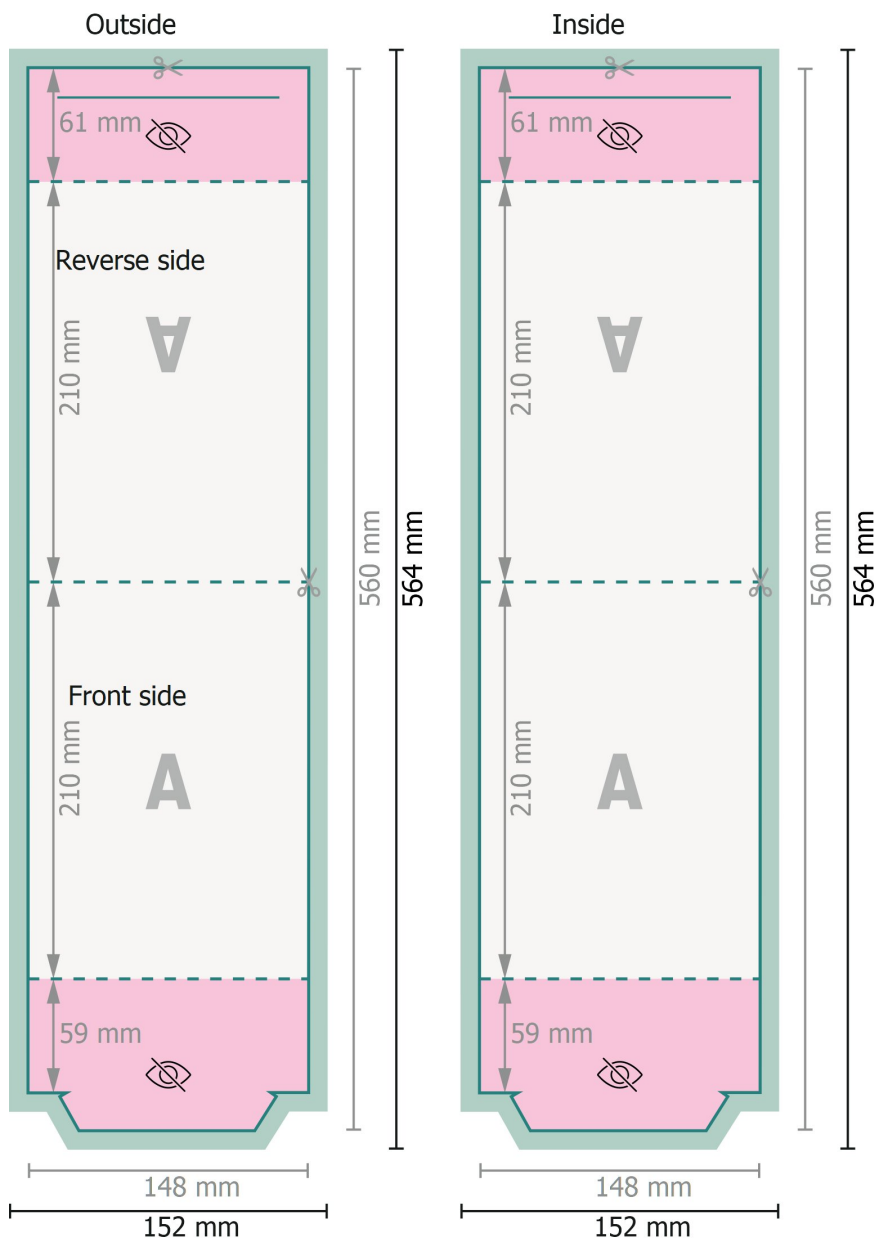 Outside
61 mm
Reverse side
A
210 mm
560 mm
564 mm
Front side
A
210 mm
59 mm
148 mm
152 mm
Inside
61 mm
A
210 mm
560 mm
564 mm
A
210 mm
59 mm
148 mm
152 mm